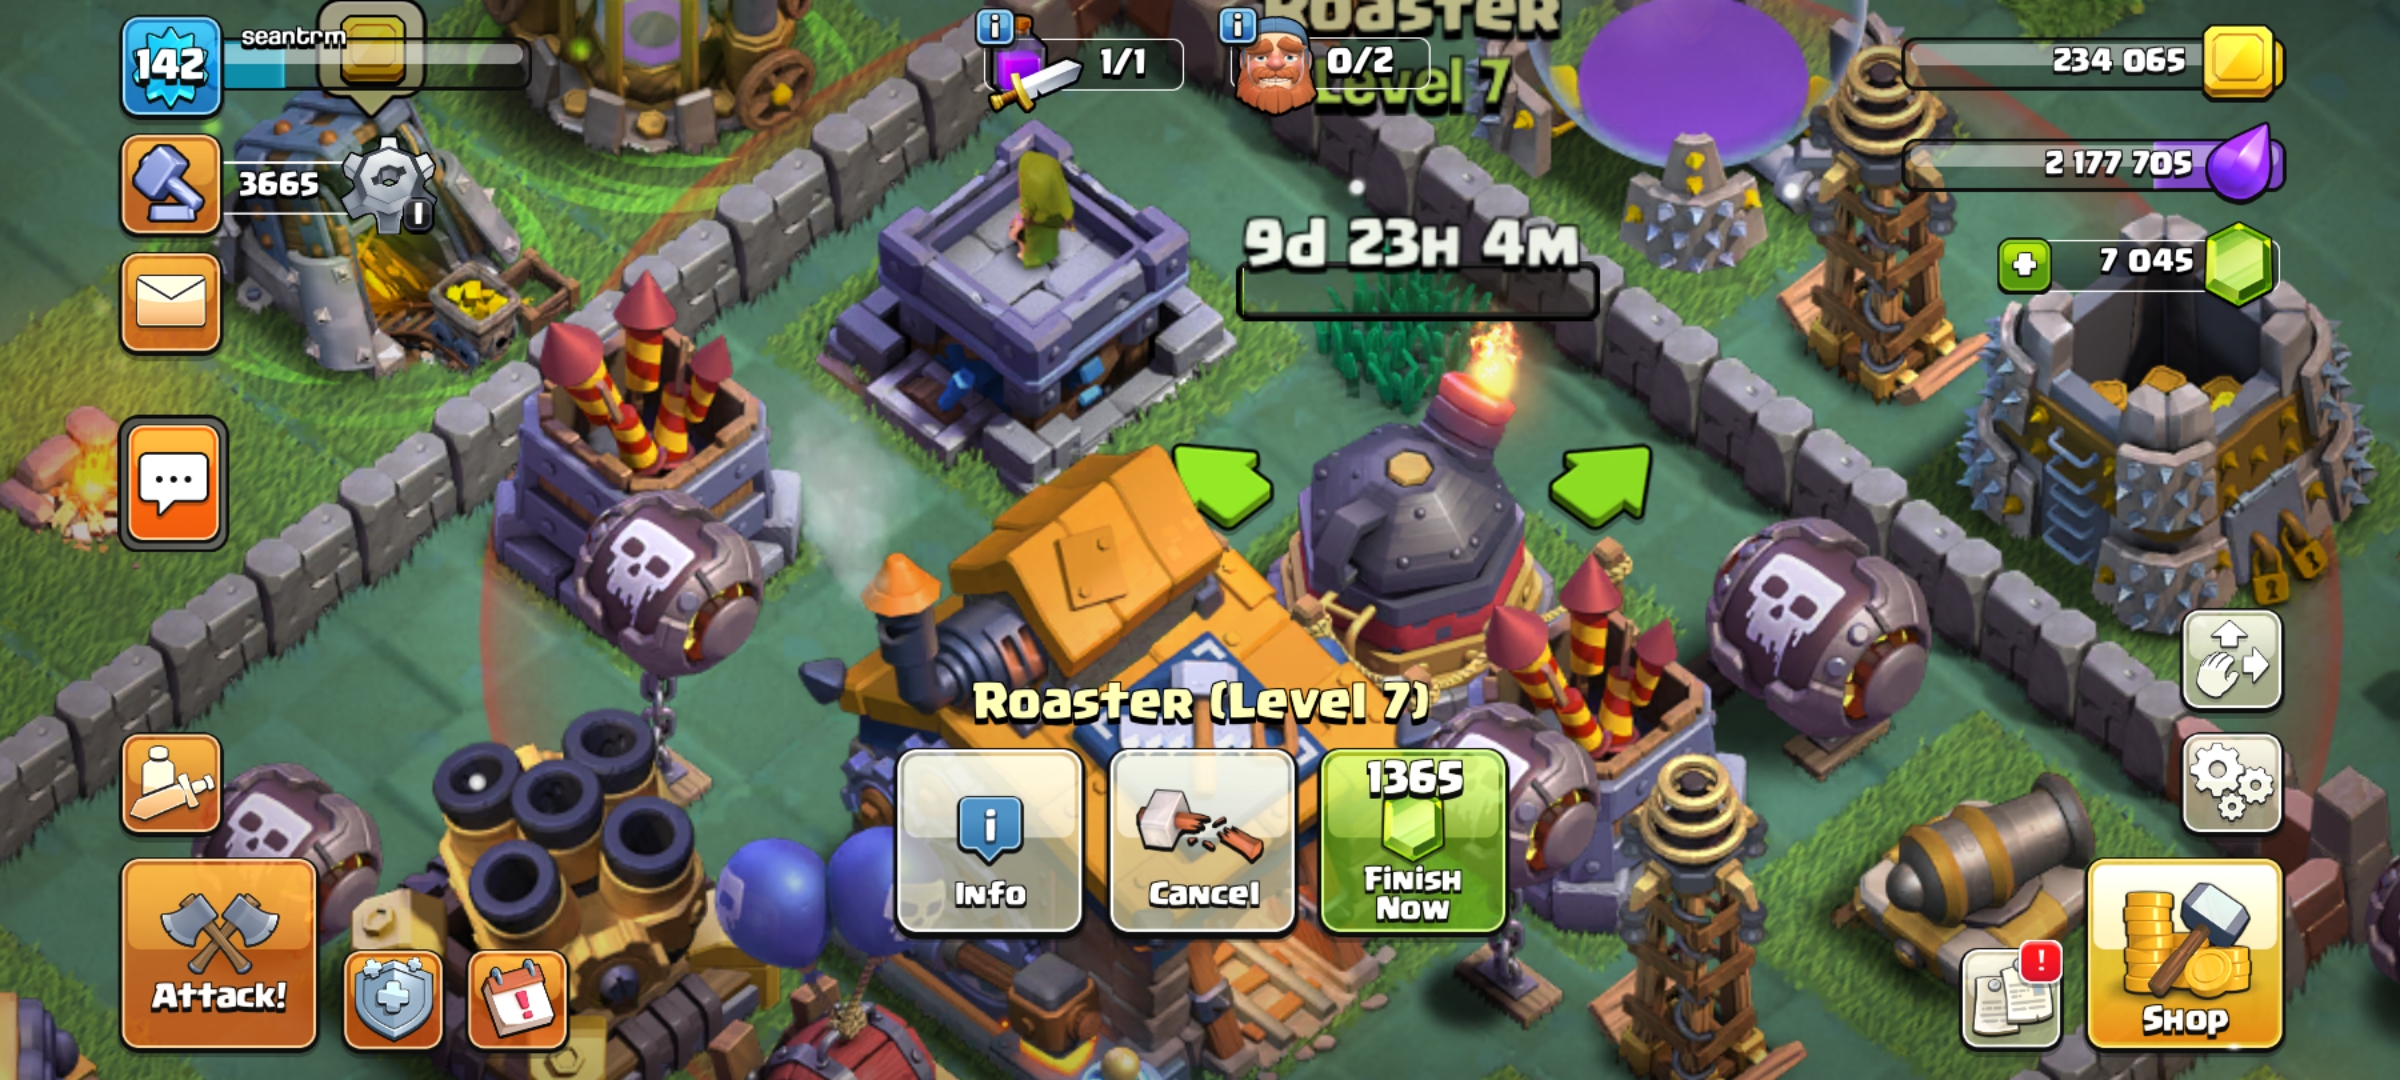 142
seantrm
1/1
0/2
Roaster
Level 7
234 065
2 177 705
3665
I
7 045
9d 23H 4M
Roaster (Level 7)
Info
Cancel
1365
Finish
Now
Attack!
Shop